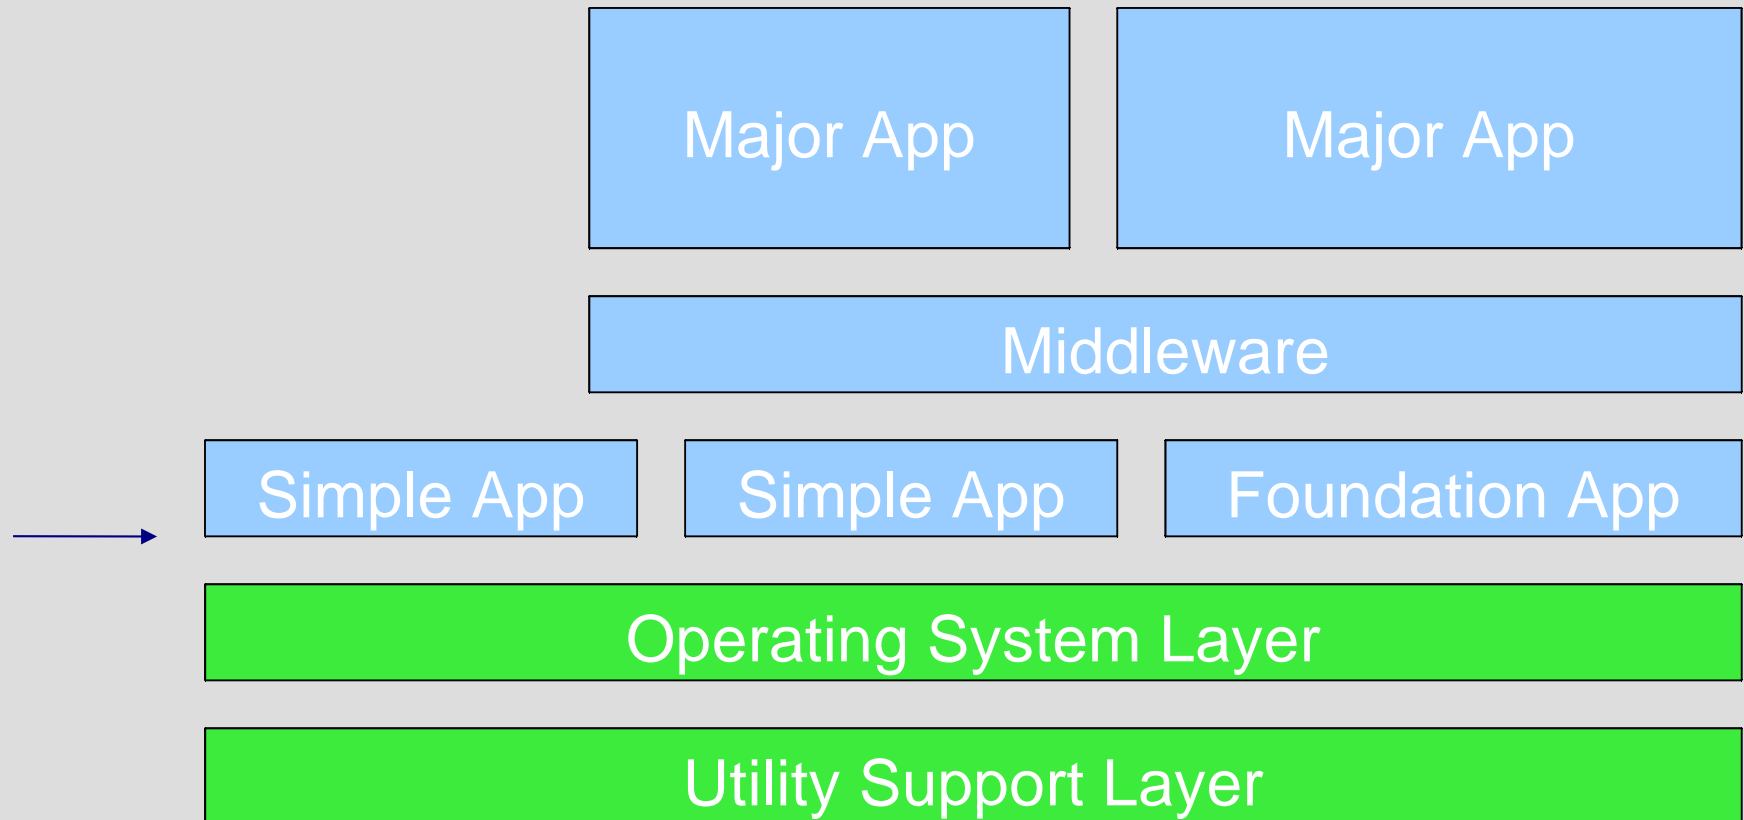 Major App
Major App
Middleware
Simple App
Simple App
Foundation App
Operating System Layer
Utility Support Layer